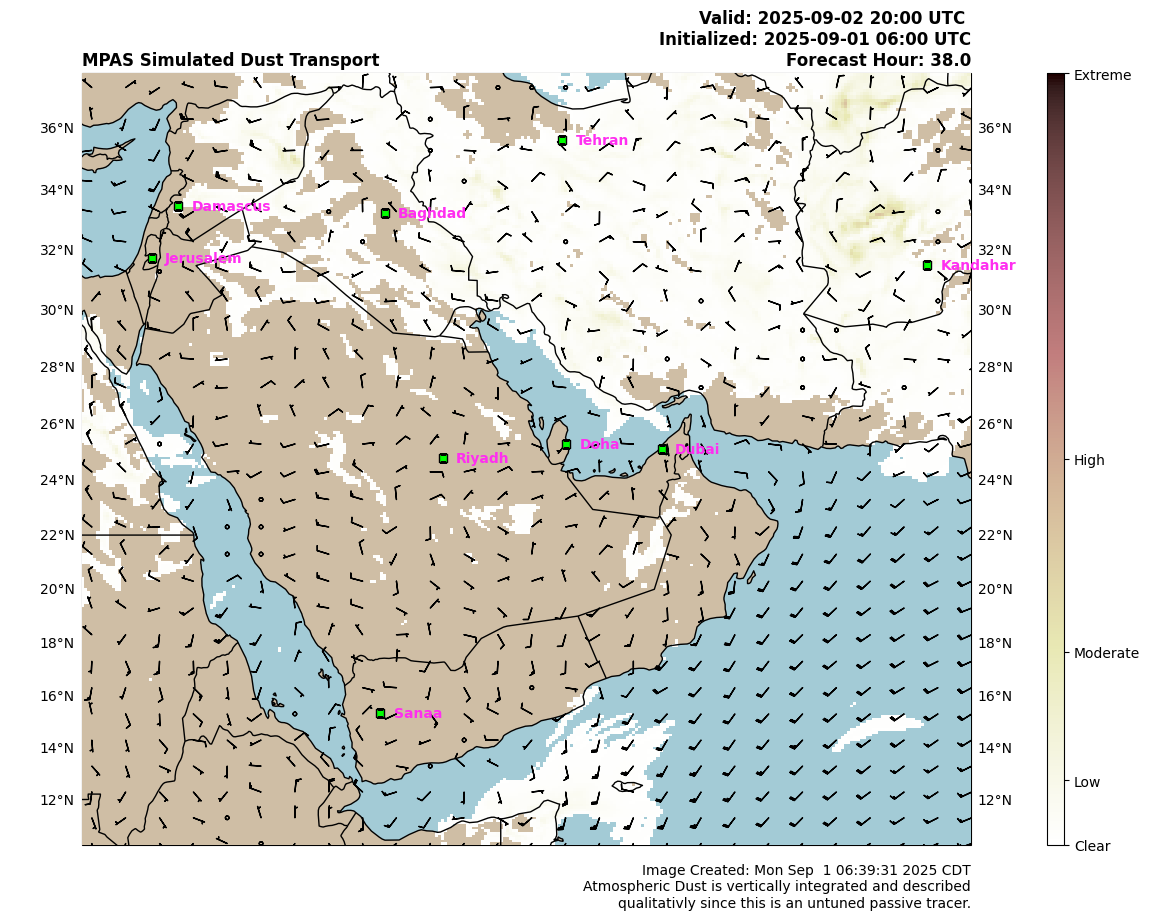 Valid: 2025-09-02 20:00 UTC
Initialized: 2025-09-01 06:00 UTC
MPAS Simulated Dust Transport
Forecast Hour: 38.0
Extreme
High
Moderate
Low
Clear
36°N
34°N
32°N
30°N
28°N
26°N
24°N
22°N
20°N
18°N
16°N
14°N
12°N
36°N
34°N
32°N
30°N
28°N
26°N
24°N
22°N
20°N
18°N
16°N
14°N
12°N
Tehran
Damascus
Baghdad
Jerusalem
Kandahar
Doha
Dubai
Riyadh
Sanaa
Image Created: Mon Sep  1 06:39:31 2025 CDT
Atmospheric Dust is vertically integrated and described
qualitativly since this is an untuned passive tracer.